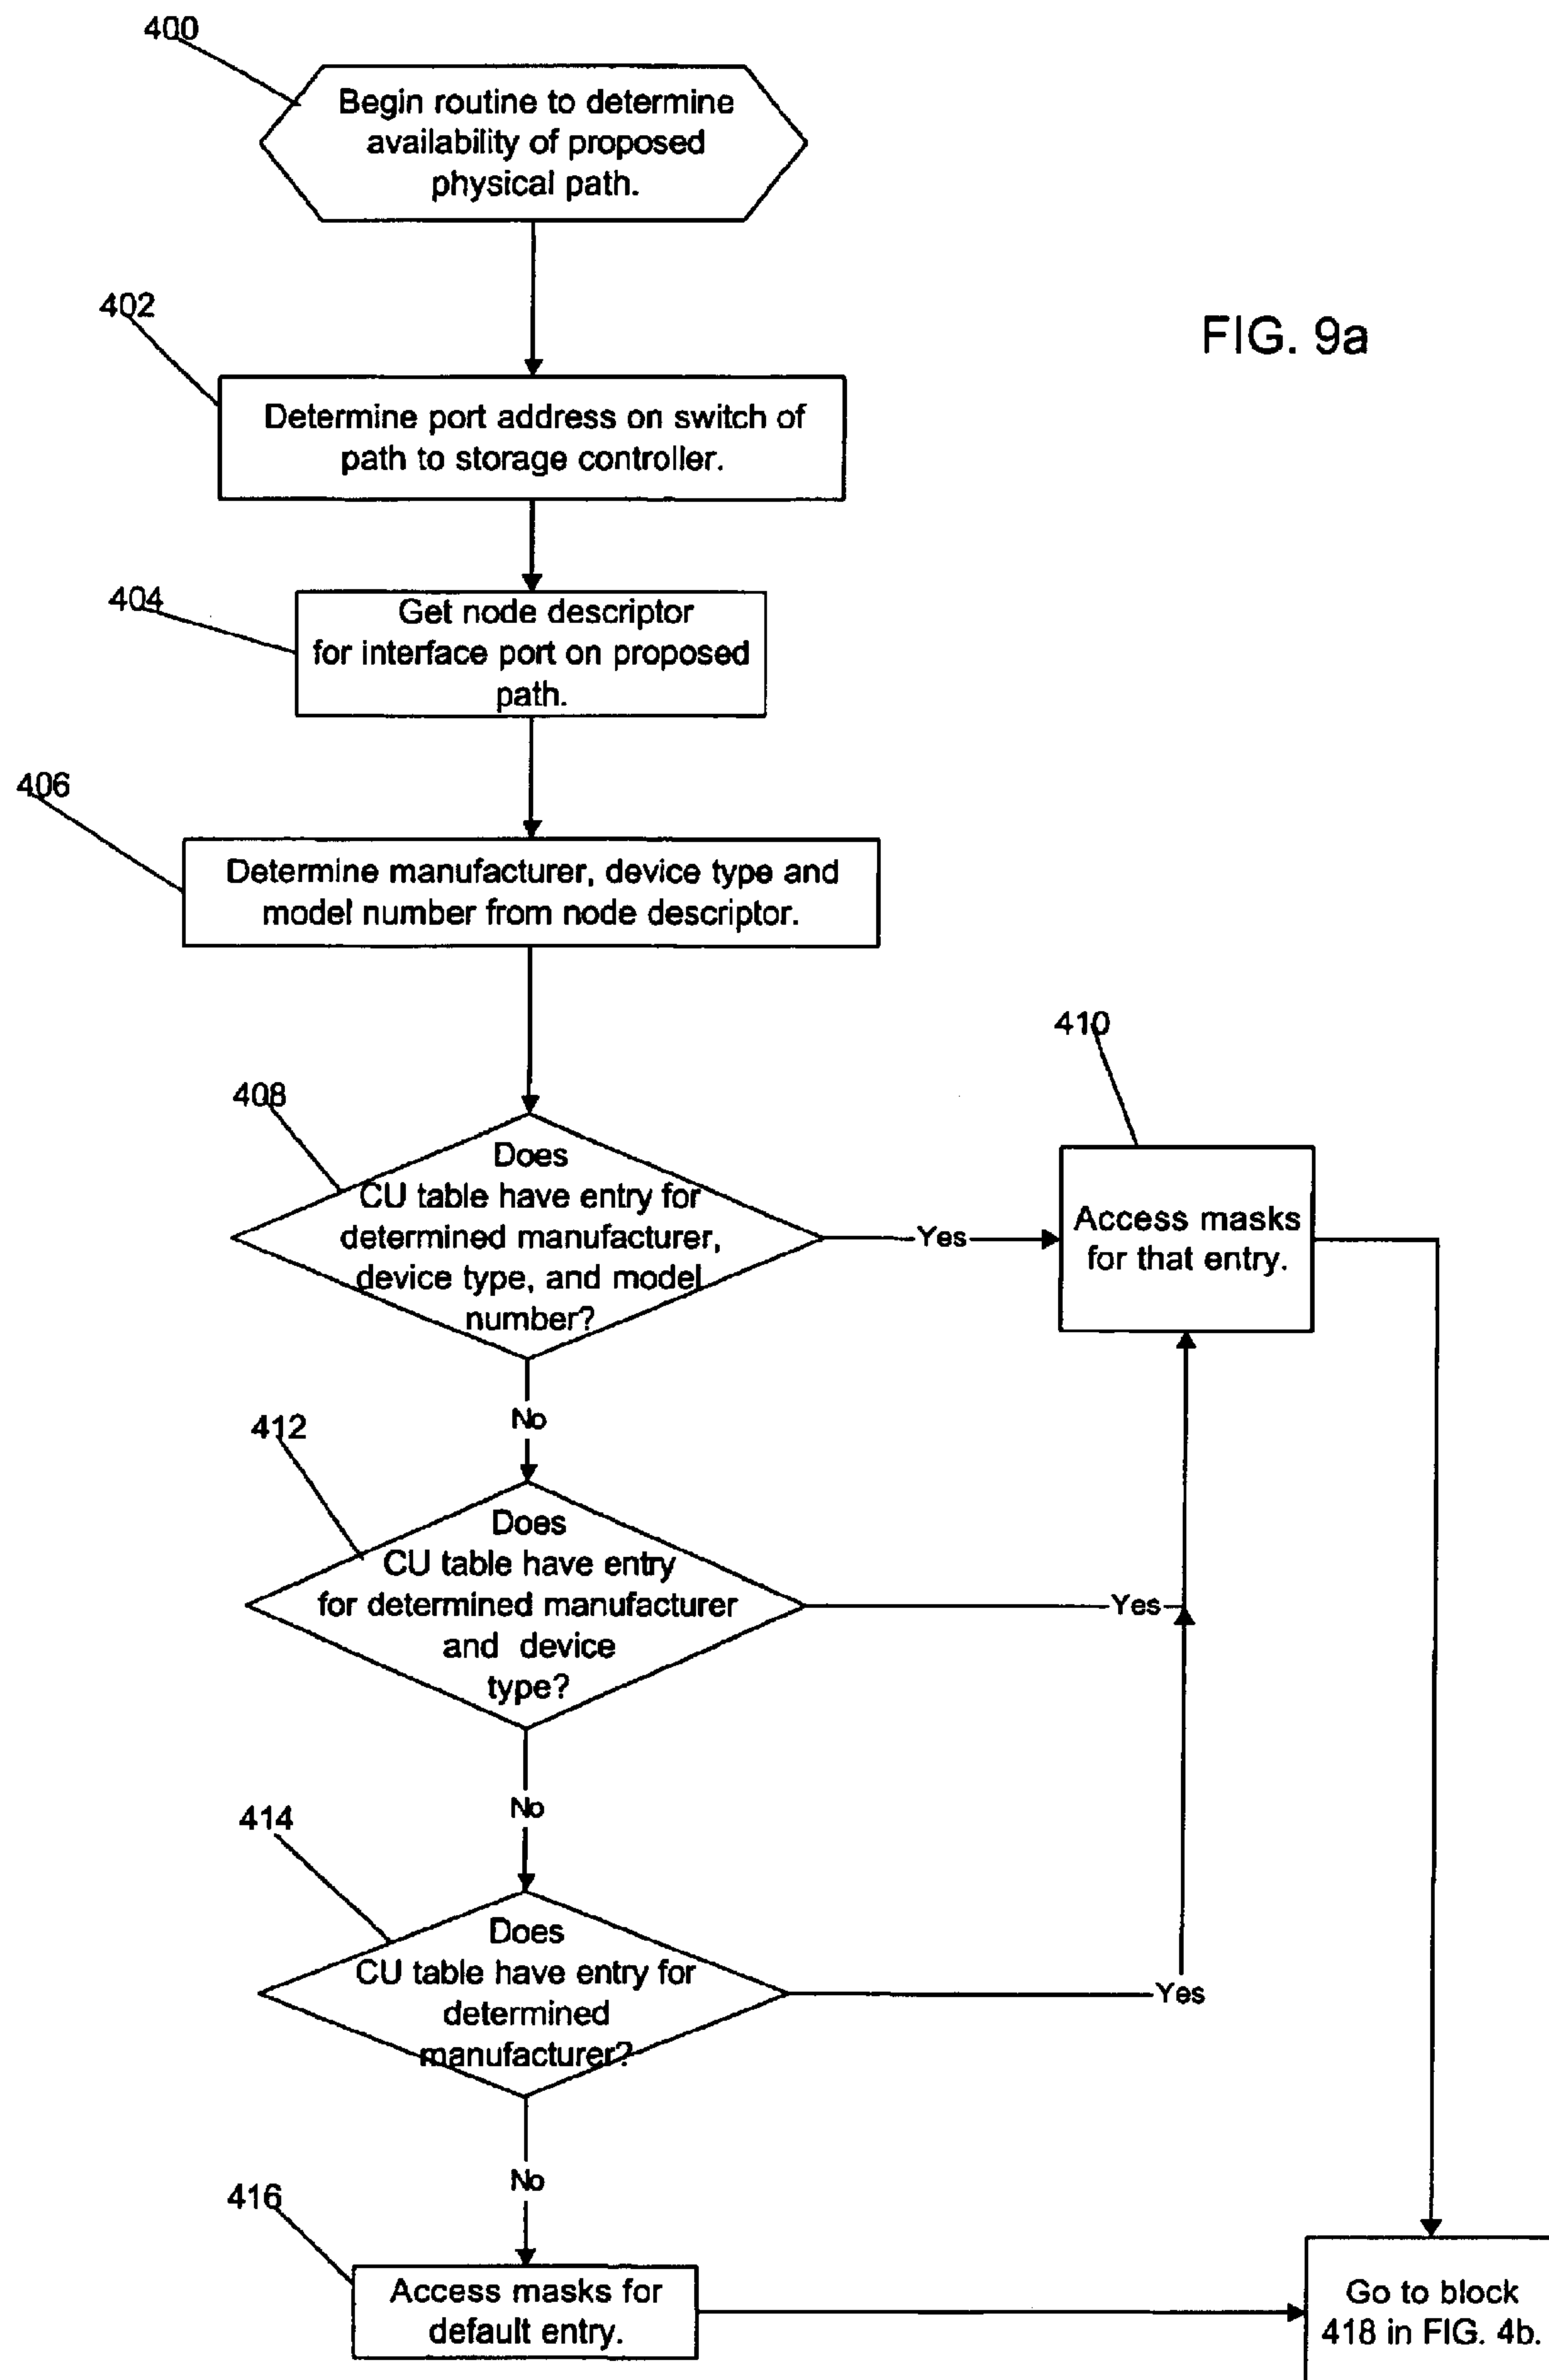 400
Begin routine to determine
availability of proposed
physical path.
402
FIG. 9a
Determine port address on switch of
path to storage controller.
404
Get node descriptor
for interface port on proposed
path.
406
Determine manufacturer, device type and
model number from node descriptor.
410
408
Does
CU table have entry for
determined manufacturer,
device type, and model
number?
Yes
Access masks
for that entry.
No
412
Does
CU table have entry
for determined manufacturer
and device
type?
Yes
No
414
Does
CU table have entry for
determined
manufacturer?
Yes
No
416
Access masks for
default entry.
Go to block
418 in FIG. 4b.